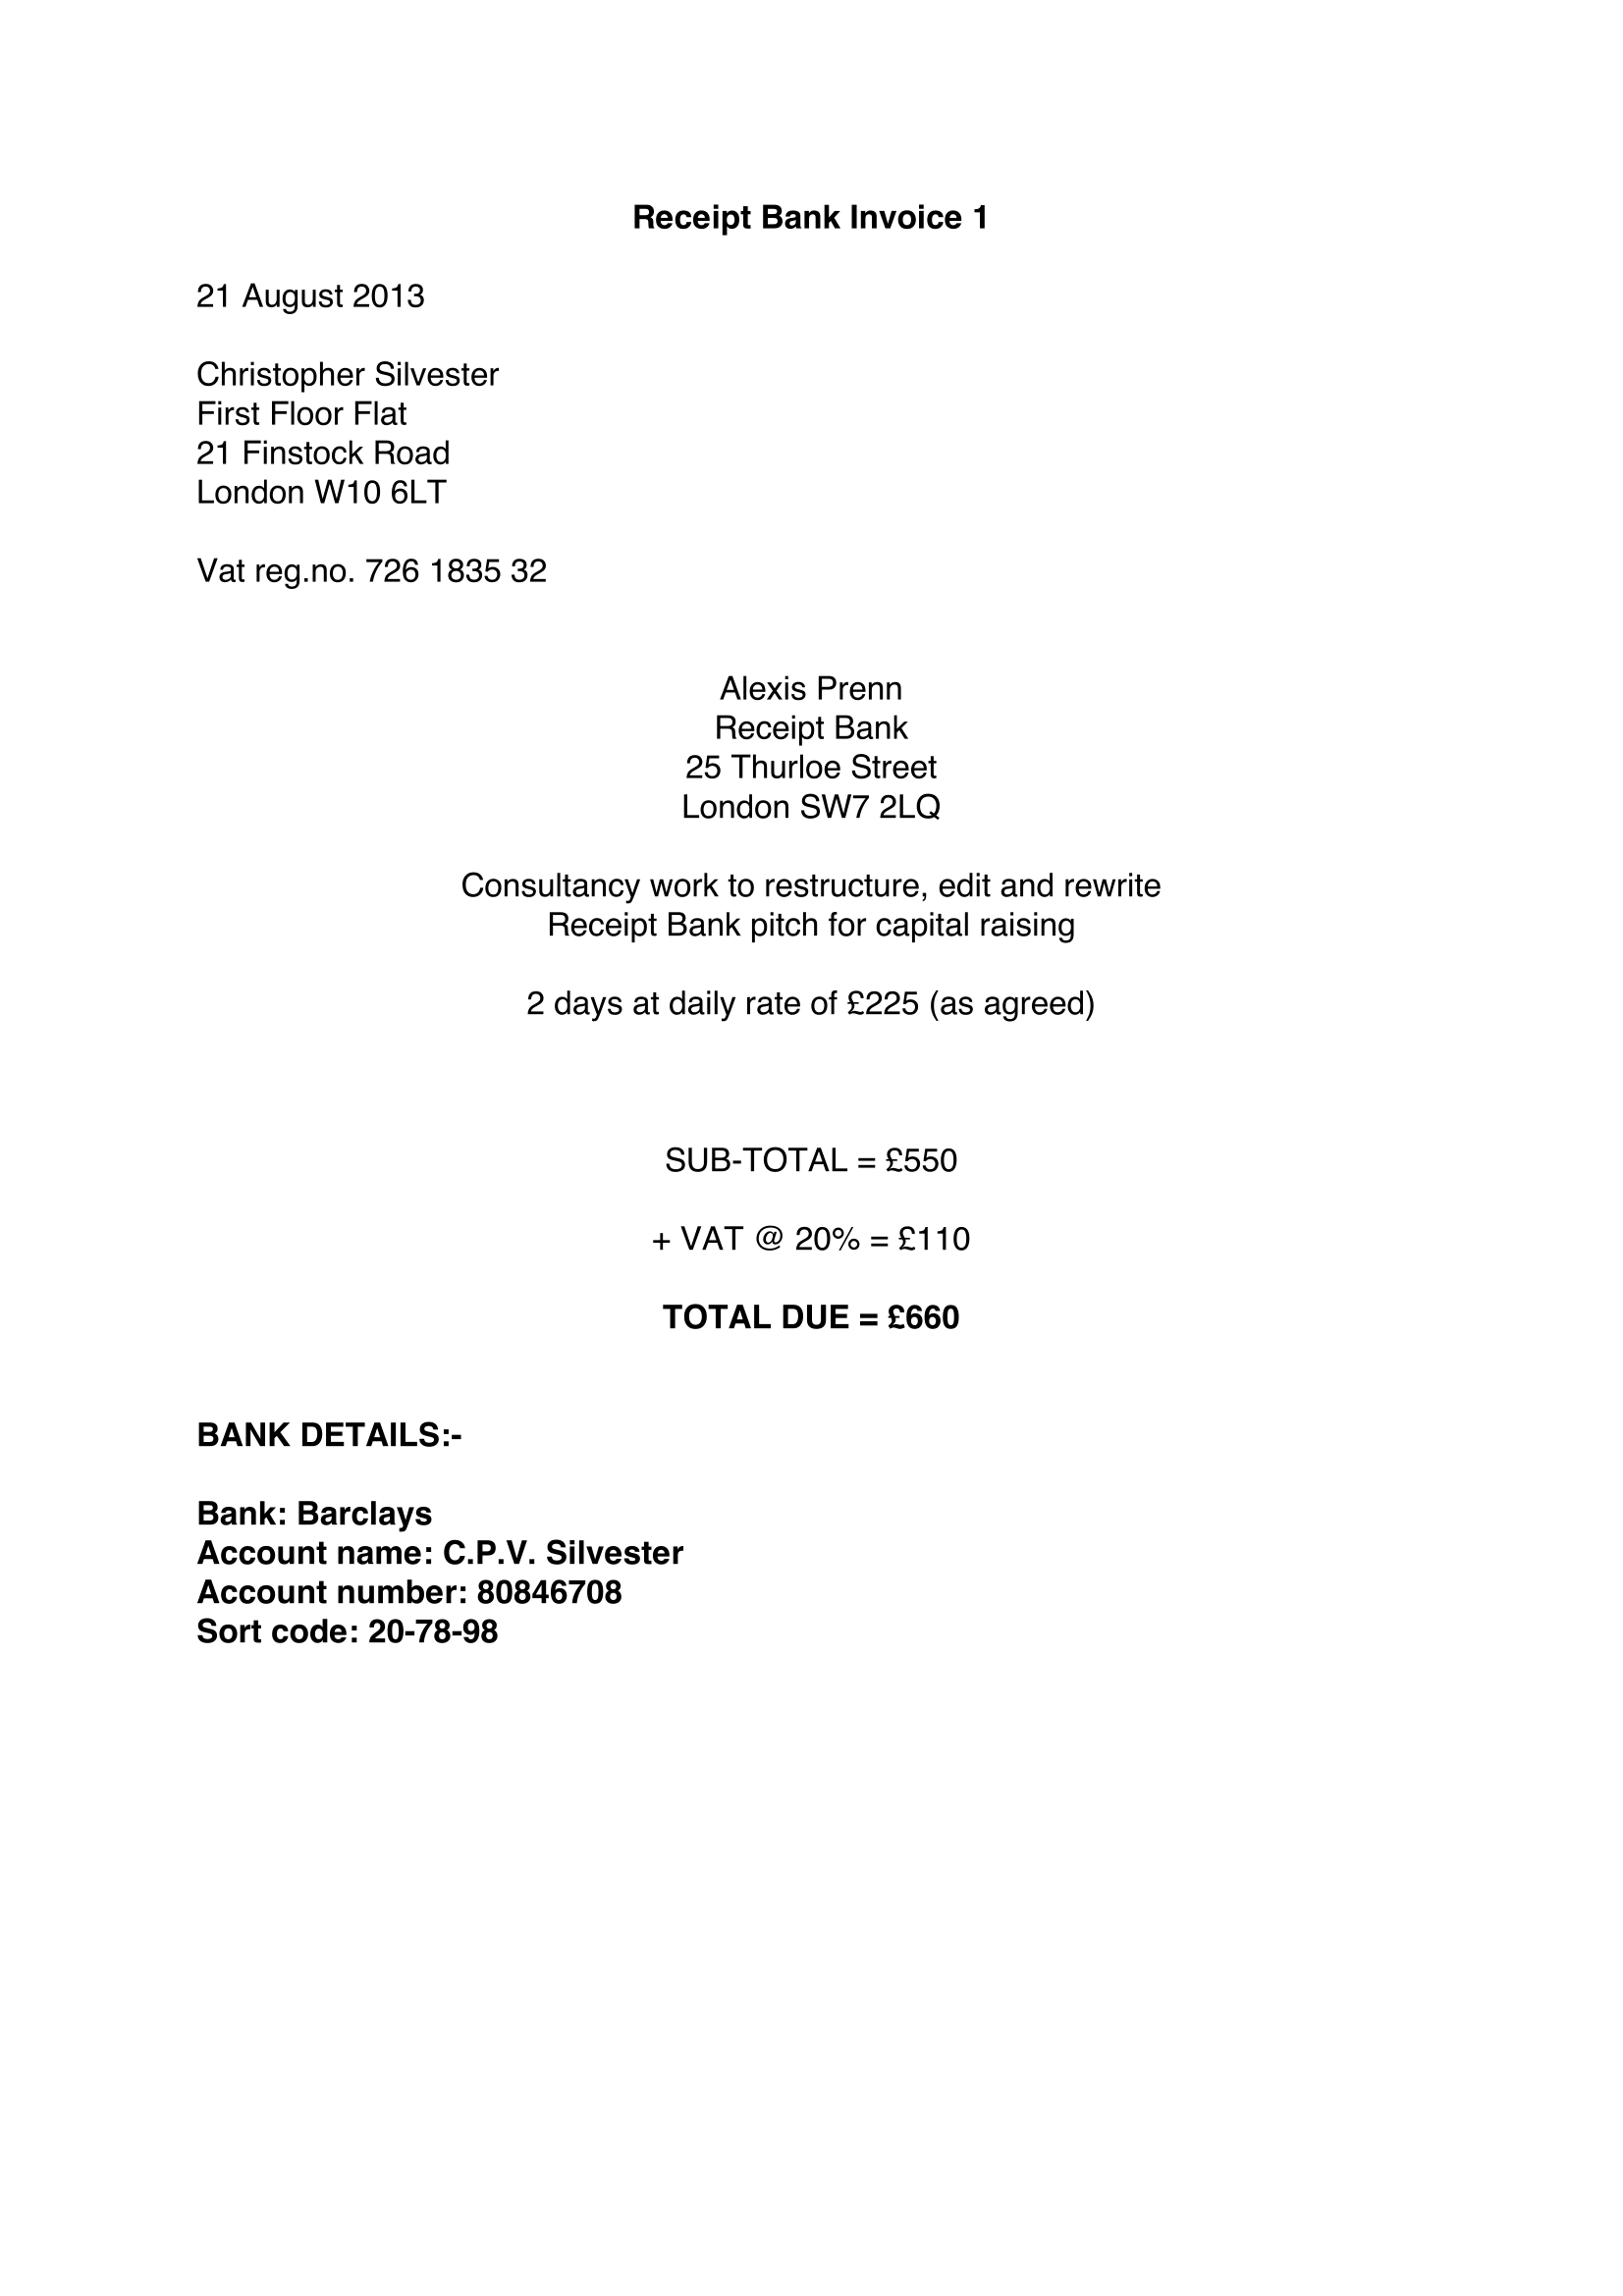 Receipt Bank Invoice 1
21 August 2013
Christopher Silvester
First Floor Flat
21 Finstock Road
London W10 6LT
Vat reg.no. 726 1835 32
Alexis Prenn
Receipt Bank
25 Thurloe Street
London SW7 2LQ
Consultancy work to restructure, edit and rewrite
Receipt Bank pitch for capital raising
2 days at daily rate of £225 (as agreed)
SUB-TOTAL = £550
+ VAT @ 20% = £110
TOTAL DUE = £660
BANK DETAILS:-
Bank: Barclays
Account name: C.P.V. Silvester
Account number: 80846708
Sort code: 20-78-98